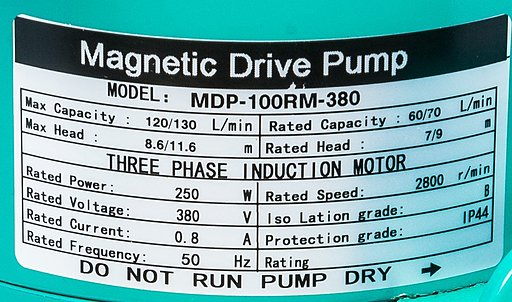 Magnetic Drive Pump
MODEL: MDP-100RM-380
Max Capacity : 120/130 L/min Rated Capacity : 60/70 L/min
Max Head : 8.6/11.6 m Rated Head : 7/9 m
THREE PHASE INDUCTION MOTOR
Rated Power: 250 W Rated Speed: 2800 r/min
Rated Voltage: 380 V Iso Lation grade: B
Rated Current: 0.8 A Protection grade: IP44
Rated Frequency: 50 Hz Rating
DO NOT RUN PUMP DRY →